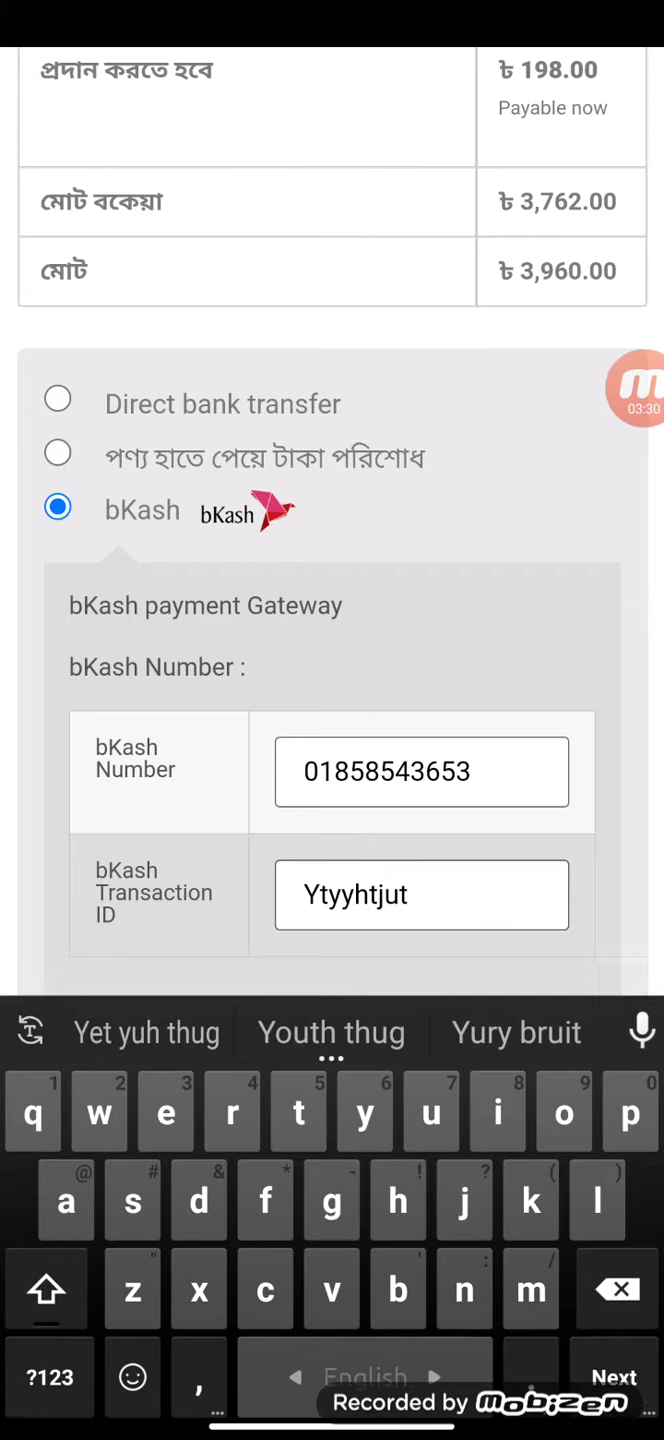 প্রদান করতে হবে
৳ 198.00
Payable now
মোট বকেয়া
৳ 3,762.00
মোট
৳ 3,960.00
Direct bank transfer
03:30
পণ্য হাতে পেয়ে টাকা পরিশোধ
bKash bKash
bKash payment Gateway
bKash Number :
bKash
Number
01858543653
bKash
Transaction
ID
Ytyyhtjut
Yet yuh thug Youth thug Yury bruit
1 2 3 4 5 6 7 8 9 0
q w e r t y u i o p
@ # & * - ! ? ( )
a s d f g h j k l
" ' : /
z x c v b n m
?123 , English . Next
Recorded by mobizen